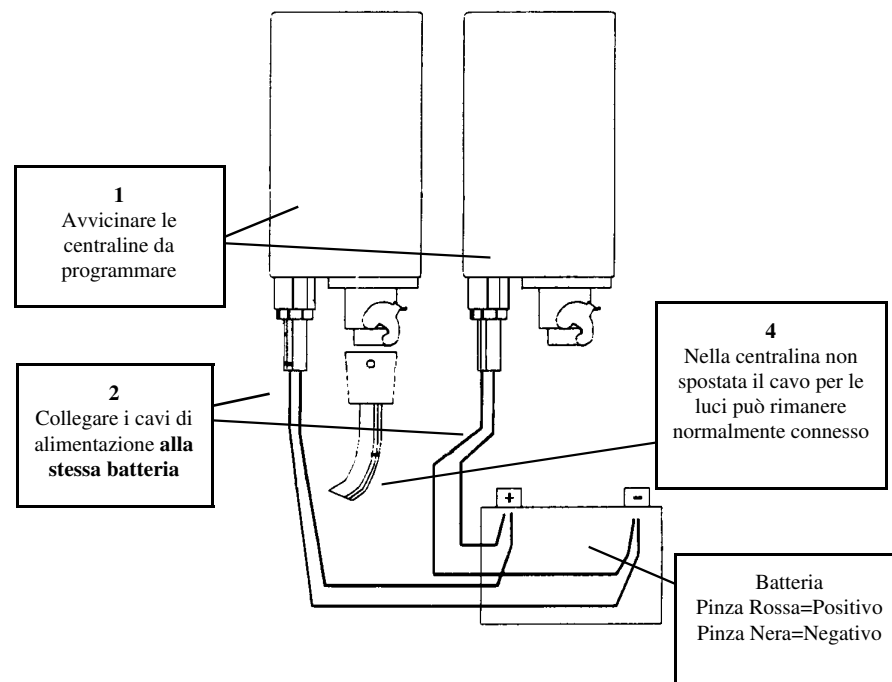 1
Avvicinare le
centraline da
programmare
2
Collegare i cavi di
alimentazione alla
stessa batteria
4
Nella centralina non
spostata il cavo per le
luci può rimanere
normalmente connesso
+ -
Batteria
Pinza Rossa=Positivo
Pinza Nera=Negativo